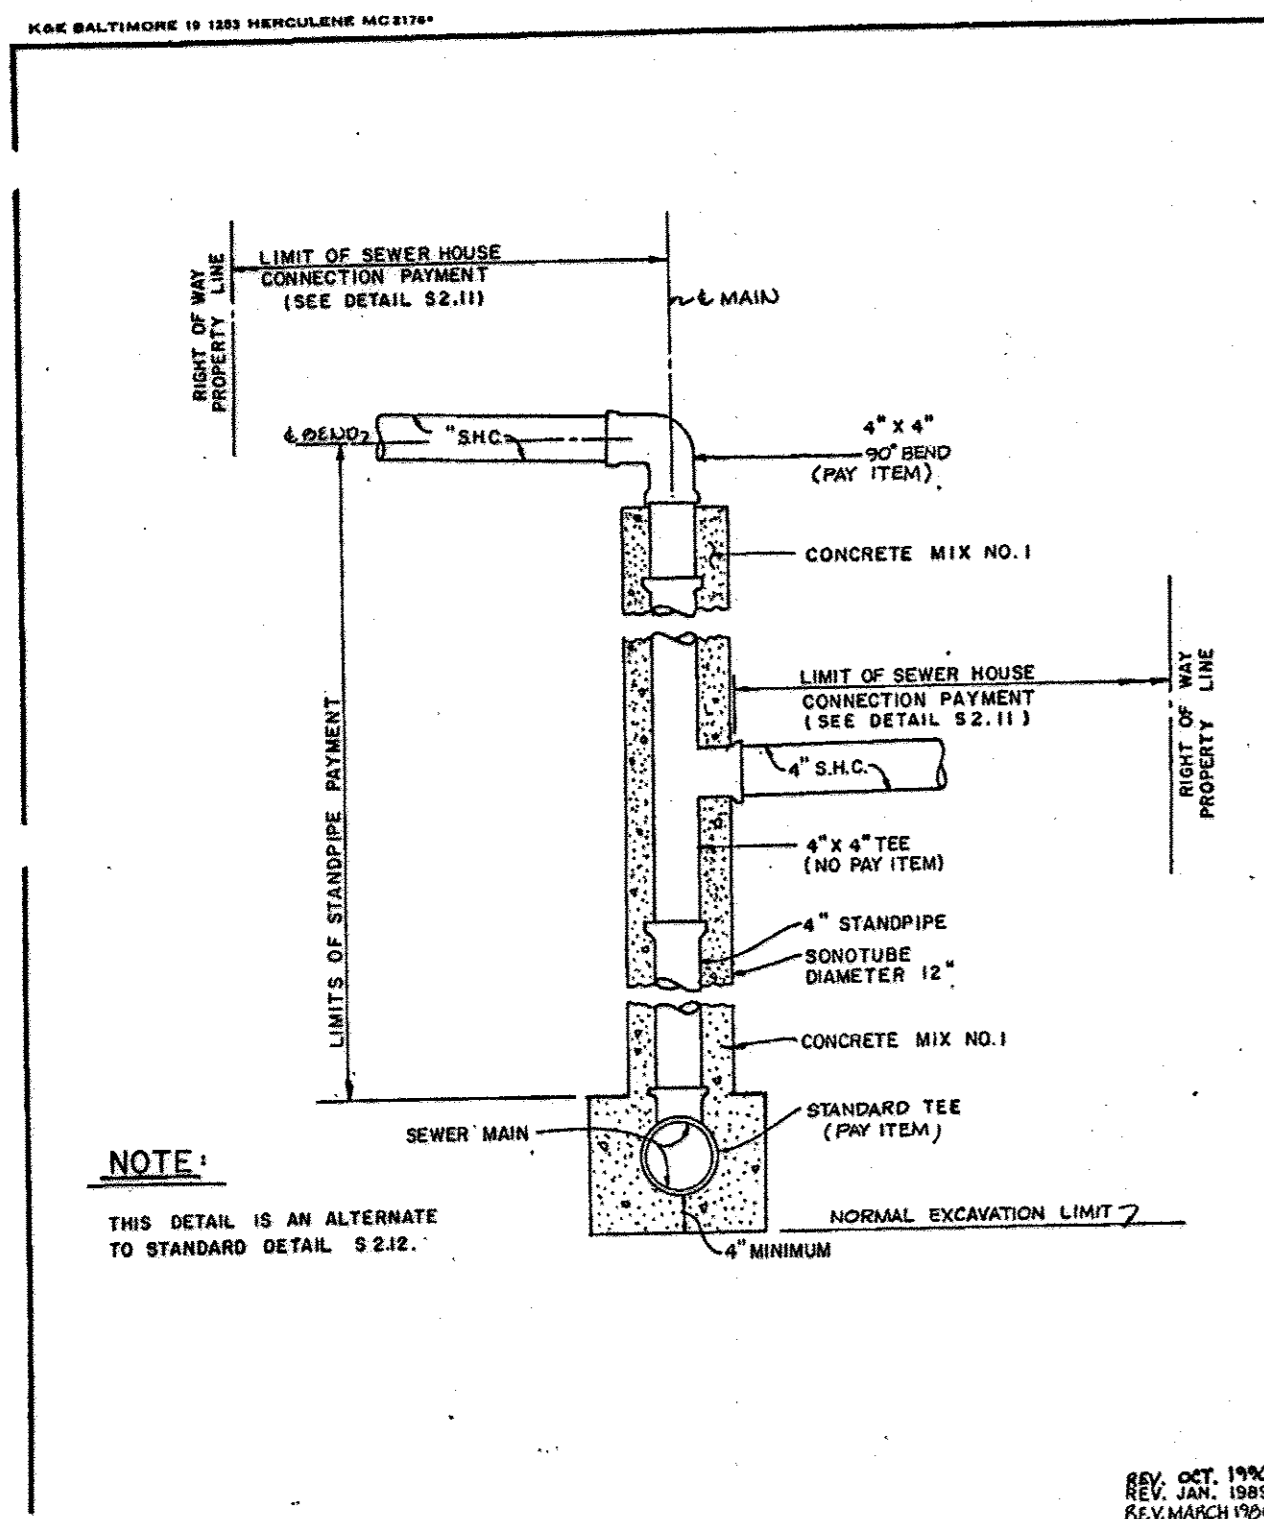 K&E BALTIMORE 19 1253 HERCULENE MC 2176
LIMIT OF SEWER HOUSE
CONNECTION PAYMENT
(SEE DETAIL S2.11)
RIGHT OF WAY
PROPERTY LINE
℄ MAIN
℄ BEND
" S.H.C.
4" X 4"
90° BEND
(PAY ITEM)
CONCRETE MIX NO. 1
LIMIT OF SEWER HOUSE
CONNECTION PAYMENT
(SEE DETAIL S2.11)
RIGHT OF WAY
PROPERTY LINE
LIMITS OF STANDPIPE PAYMENT
4" S.H.C.
4" X 4" TEE
(NO PAY ITEM)
4" STANDPIPE
SONOTUBE
DIAMETER 12"
CONCRETE MIX NO. 1
STANDARD TEE
(PAY ITEM)
SEWER MAIN
NORMAL EXCAVATION LIMIT
4" MINIMUM
NOTE:
THIS DETAIL IS AN ALTERNATE
TO STANDARD DETAIL S 2.12.
REV. OCT.
REV. JAN.
REV. MARCH